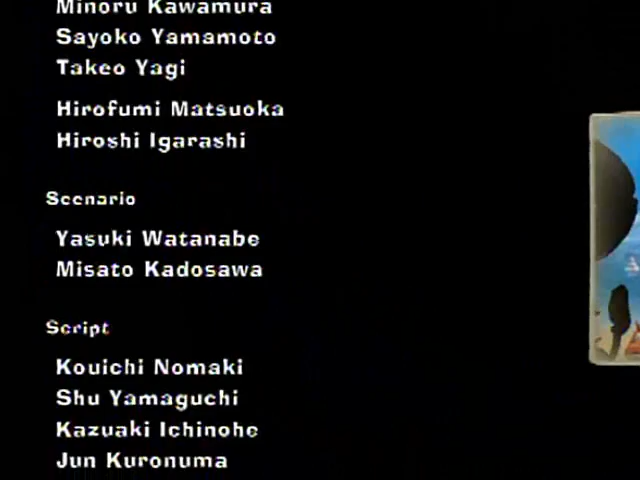 Minoru Kawamura
Sayoko Yamamoto
Takeo Yagi
Hirofumi Matsuoka
Hiroshi Igarashi
Scenario
Yasuki Watanabe
Misato Kadosawa
Script
Kouichi Nomaki
Shu Yamaguchi
Kazuaki Ichinohe
Jun Kuronuma